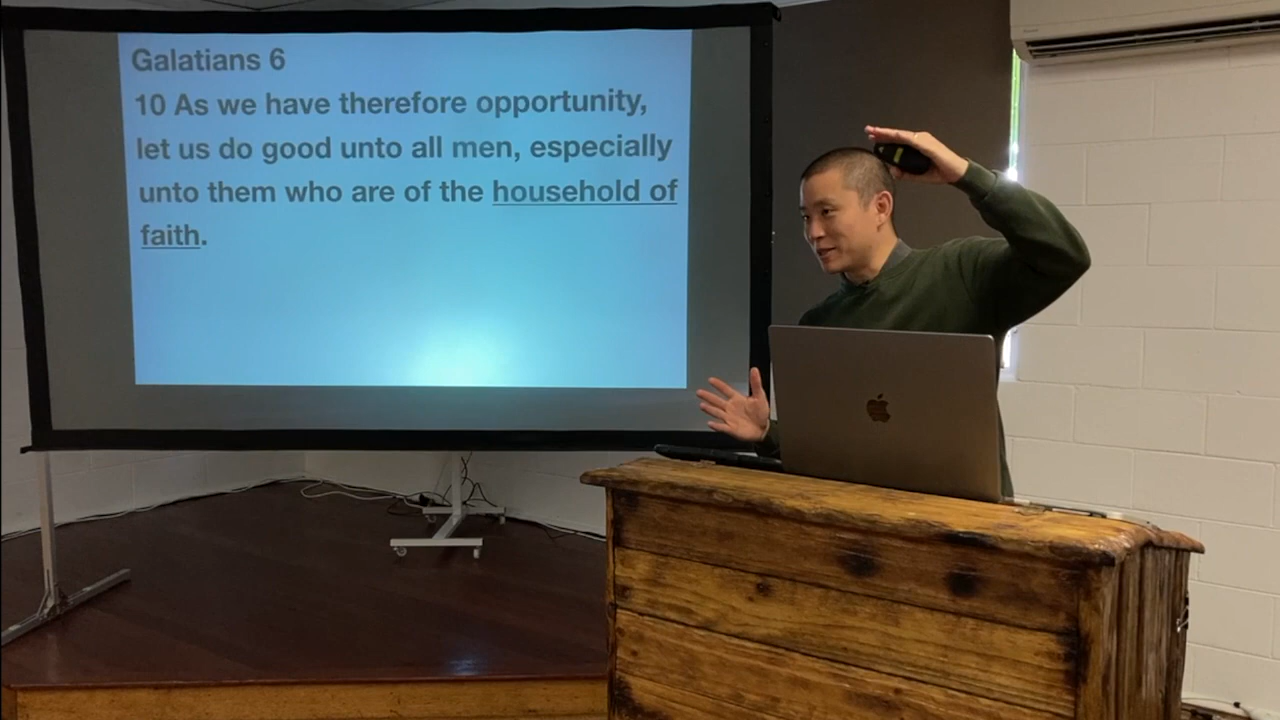 Galatians 6
10 As we have therefore opportunity,
let us do good unto all men, especially
unto them who are of the household of
faith.